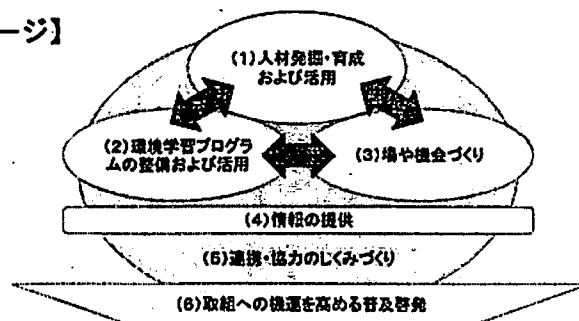 ージ】
(1)人材発掘・育成
および活用
(2)環境学習プログラ
ムの整備および活用
(3)場や機会づくり
(4)情報の提供
(5)連携・協力のしくみづくり
(6)取組への機運を高める普及啓発